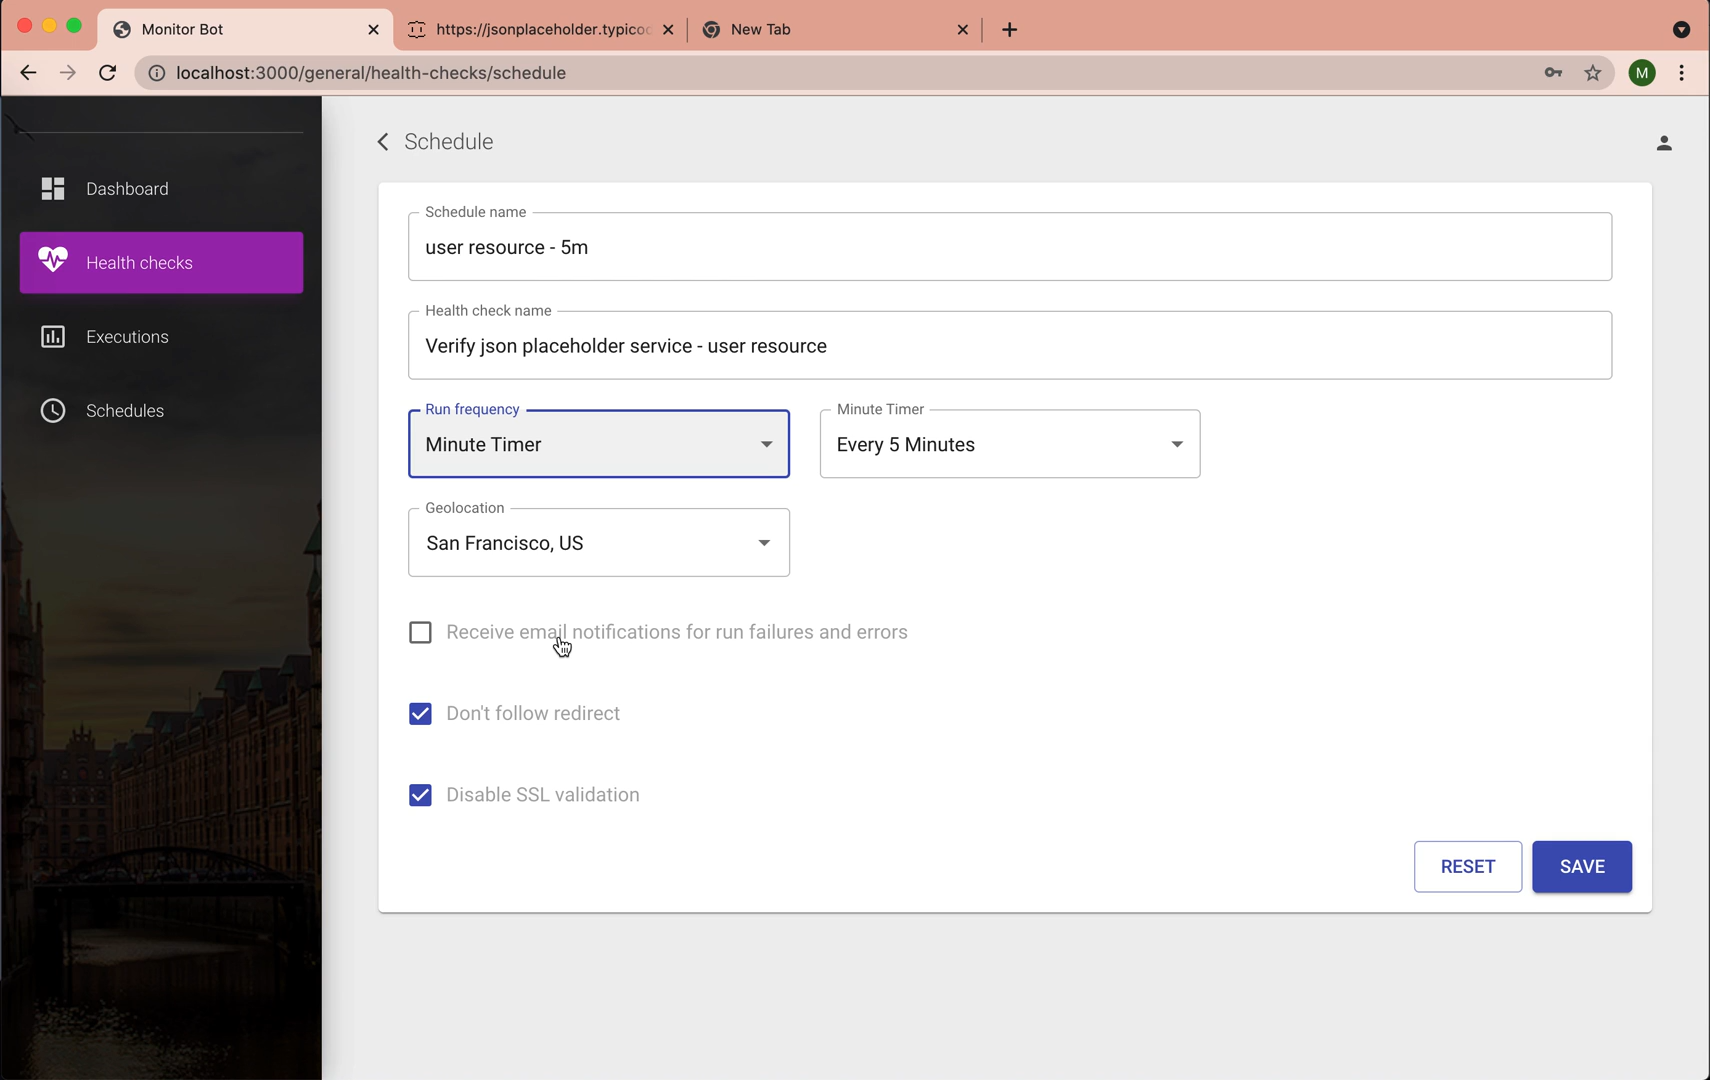 Monitor Bot
https://jsonplaceholder.typico
New Tab
localhost:3000/general/health-checks/schedule
M
Schedule
Dashboard
Health checks
Executions
Schedules
Schedule name
user resource - 5m
Health check name
Verify json placeholder service - user resource
Run frequency
Minute Timer
Minute Timer
Every 5 Minutes
Geolocation
San Francisco, US
Receive email notifications for run failures and errors
Don't follow redirect
Disable SSL validation
RESET
SAVE